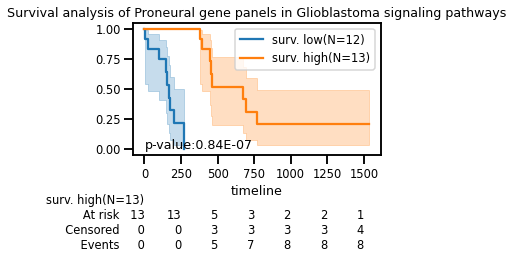 Survival analysis of Proneural gene panels in Glioblastoma signaling pathways
1.00
0.75
0.50
0.25
0.00
surv. low(N=12)
surv. high(N=13)
p-value:0.84E-07
0 250 500 750 1000 1250 1500
timeline
surv. high(N=13)
At risk 13 13 5 3 2 2 1
Censored 0 0 3 3 3 3 4
Events 0 0 5 7 8 8 8